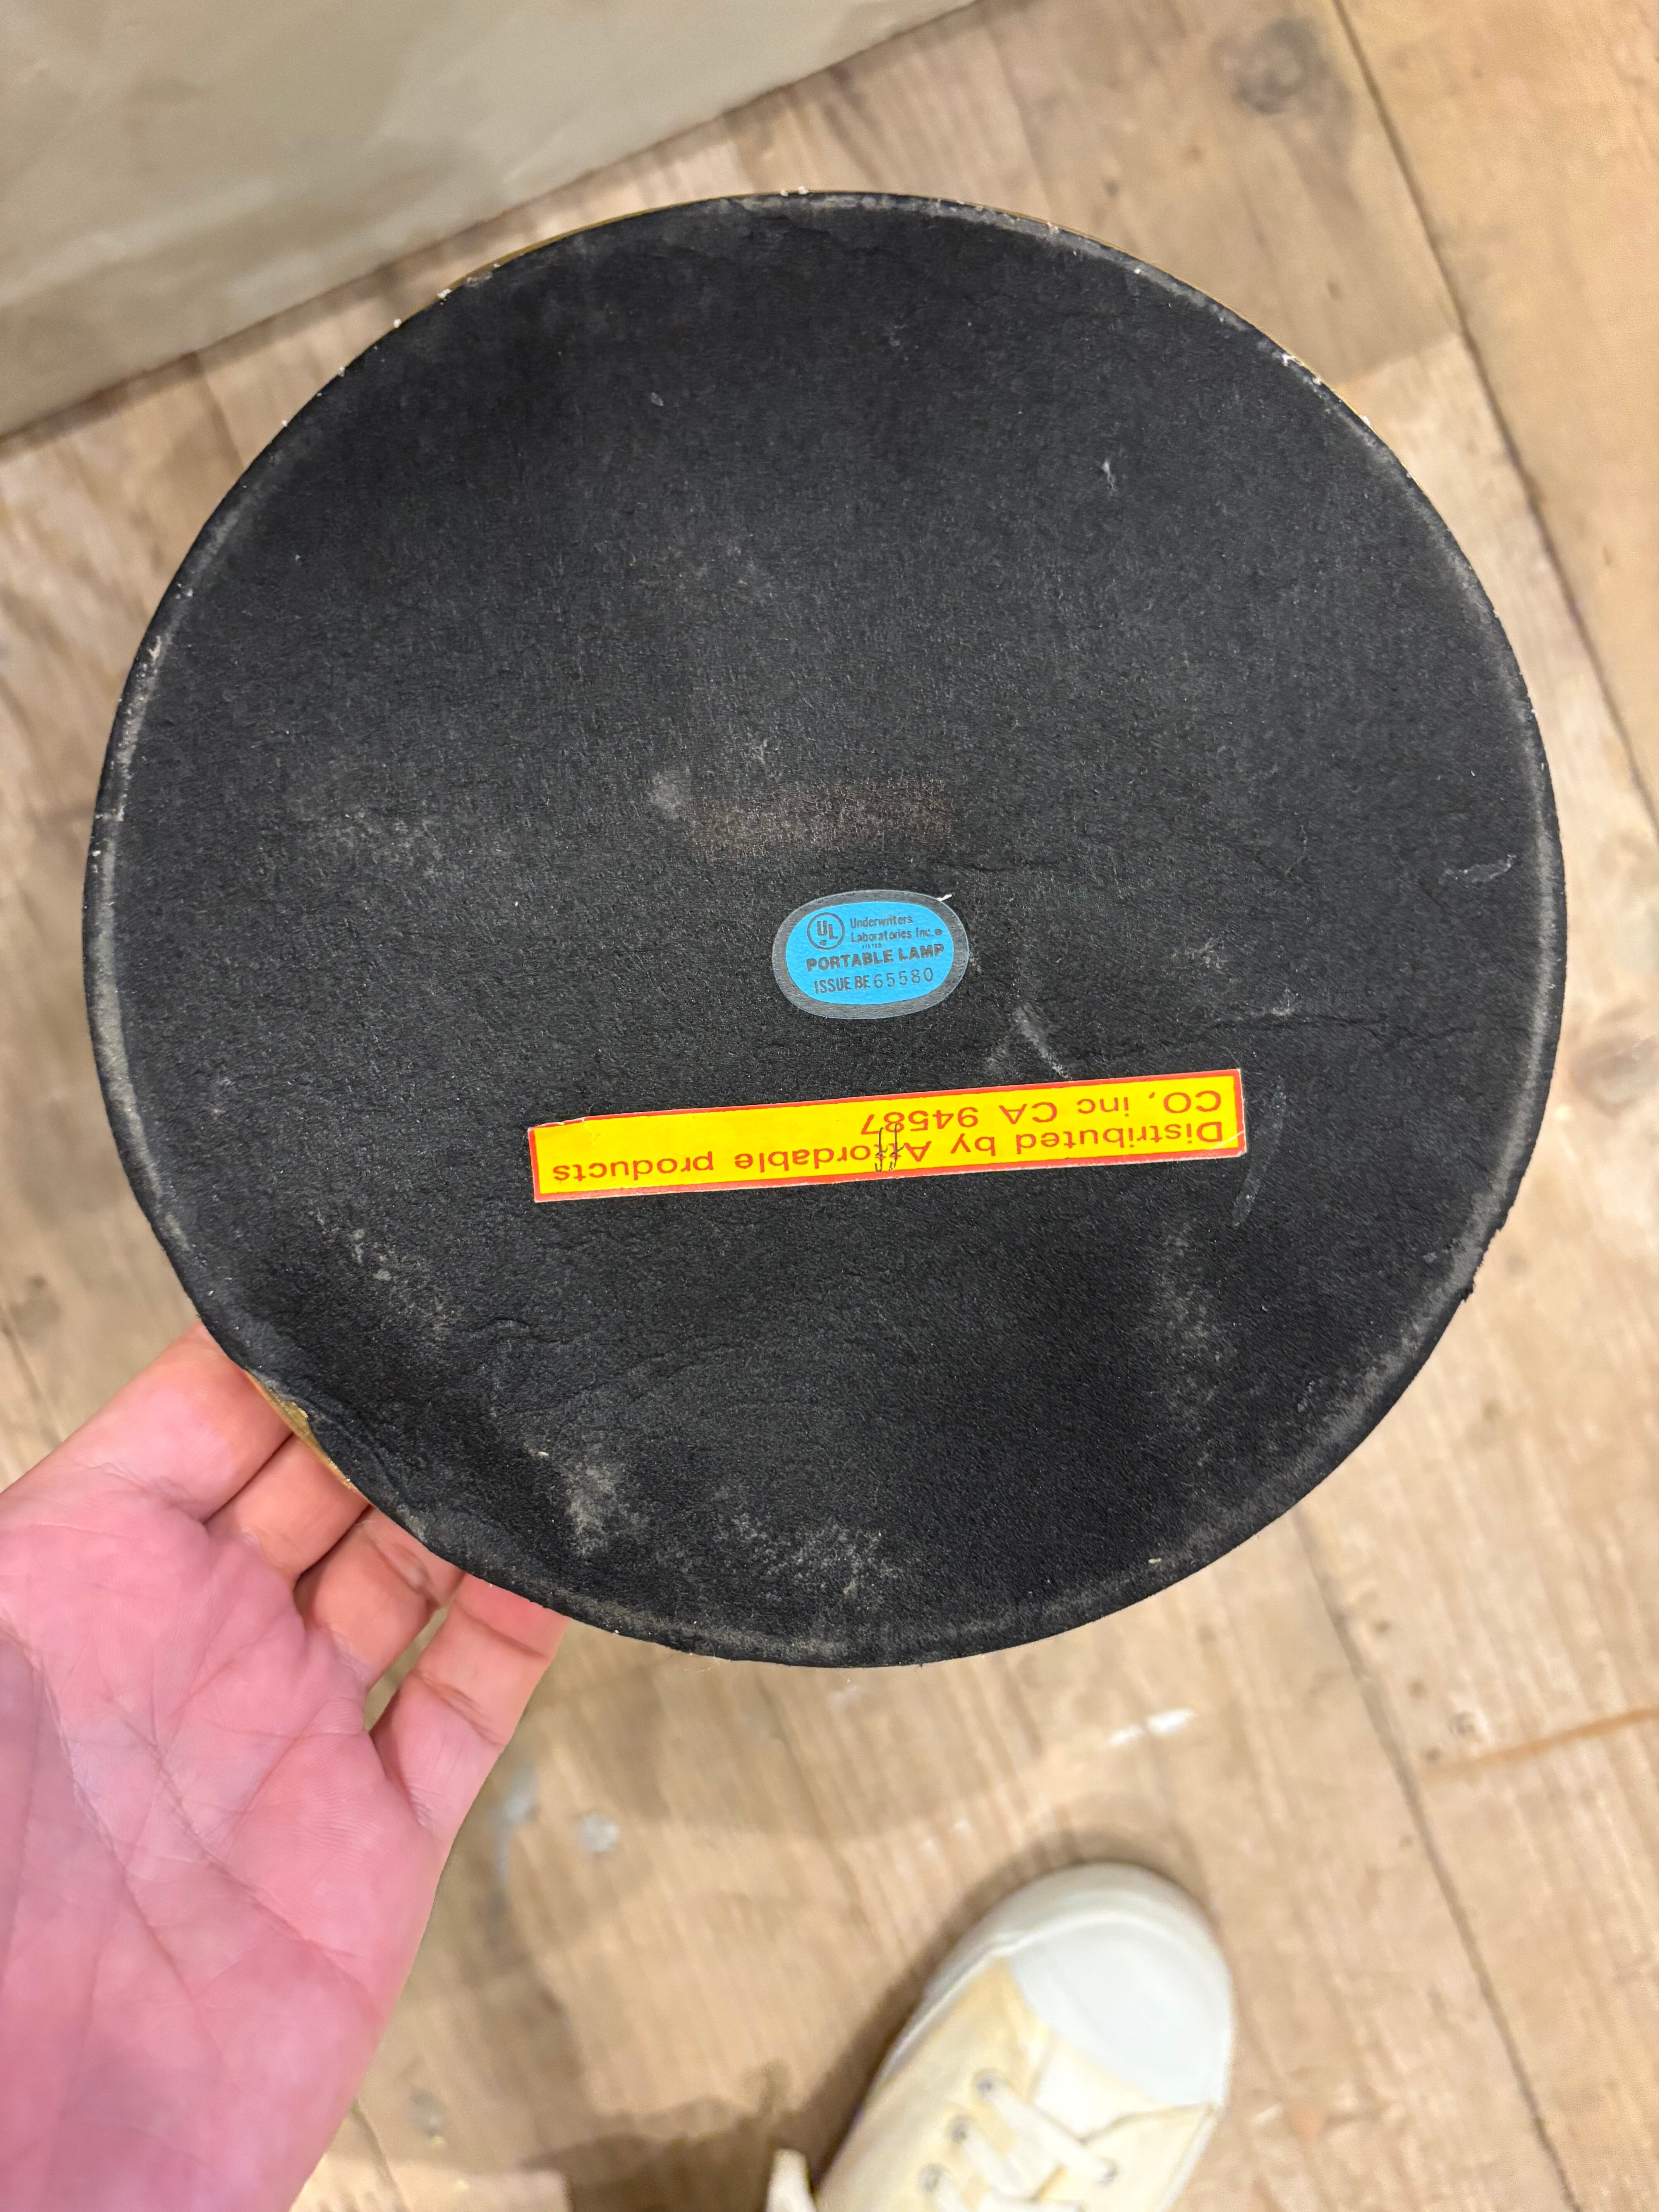 UL
Underwriters
Laboratories Inc.®
LISTED
PORTABLE LAMP
ISSUE BE 65580
Distributed by Affordable products
CO, inc CA 94587